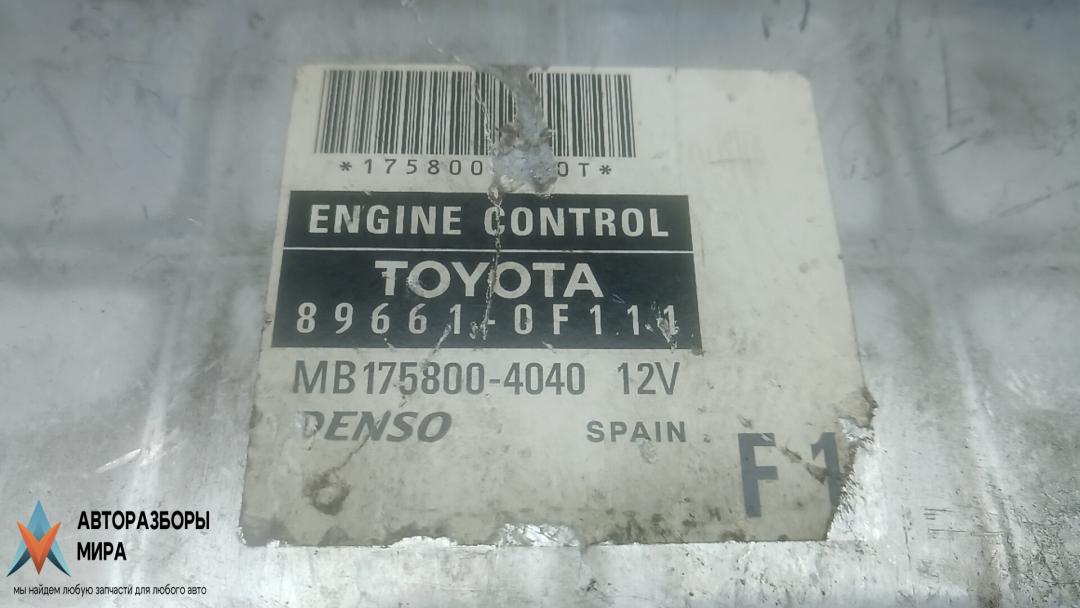 ENGINE CONTROL
TOYOTA
89661-0F111
MB175800-4040 12V
DENSO SPAIN
F1
АВТОРАЗБОРЫ
МИРА
мы найдем любую запчасти для любого авто